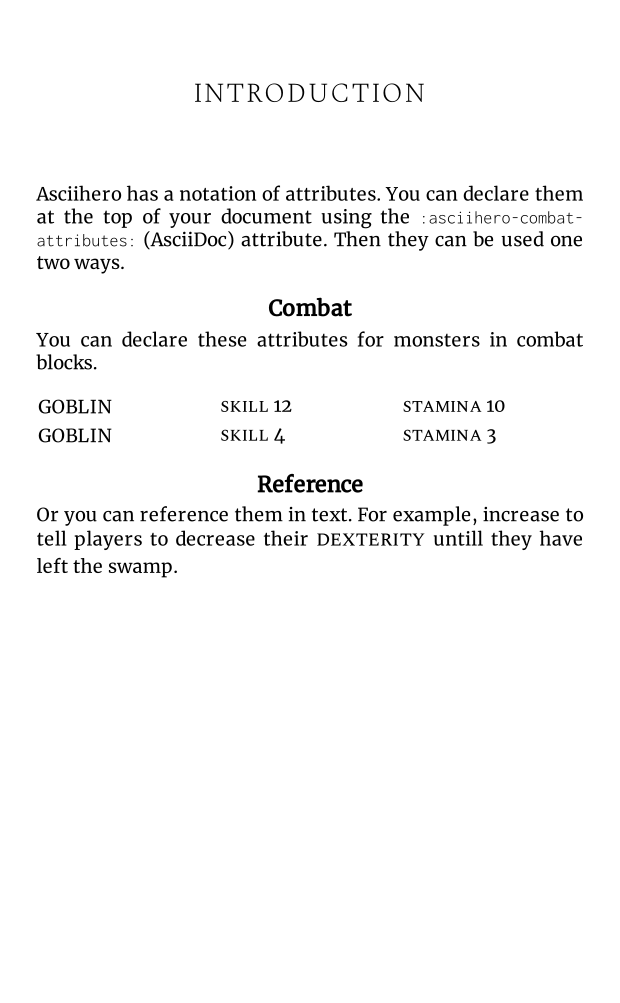 INTRODUCTION
Asciihero has a notation of attributes. You can declare them
at the top of your document using the :asciihero-combat-
attributes: (AsciiDoc) attribute. Then they can be used one
two ways.
Combat
You can declare these attributes for monsters in combat
blocks.
GOBLIN SKILL 12 STAMINA 10
GOBLIN SKILL 4 STAMINA 3
Reference
Or you can reference them in text. For example, increase to
tell players to decrease their DEXTERITY untill they have
left the swamp.